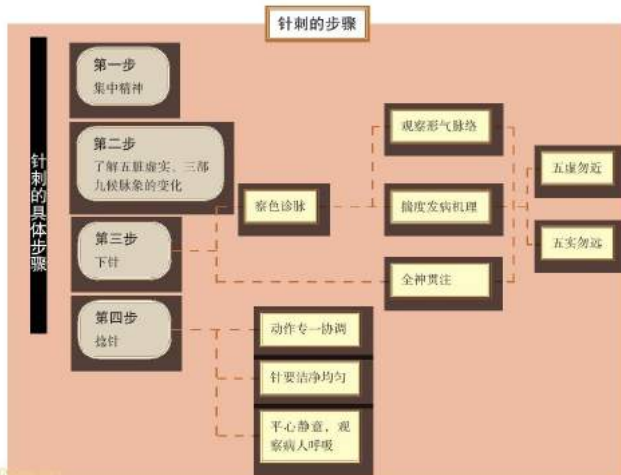 针刺的步骤
针刺的具体步骤
第一步
集中精神
第二步
了解五脏虚实、三部
九候脉象的变化
第三步
下针
第四步
捻针
察色诊脉
观察形气脉络
揣度发病机理
全神贯注
五虚勿近
五实勿远
动作专一协调
针要洁净均匀
平心静意，观
察病人呼吸